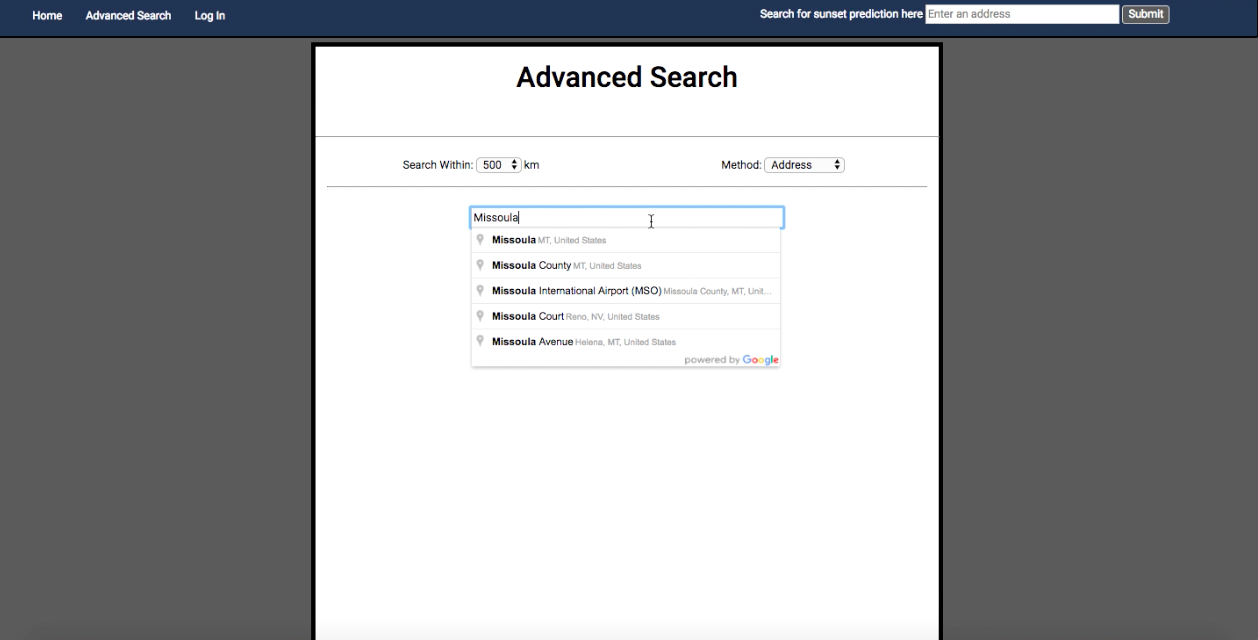 Home Advanced Search Log In Search for sunset prediction here Enter an address Submit
Advanced Search
Search Within: 500 km Method: Address
Missoula
Missoula MT, United States
Missoula County MT, United States
Missoula International Airport (MSO) Missoula County, MT, Unit...
Missoula Court Reno, NV, United States
Missoula Avenue Helena, MT, United States
powered by Google